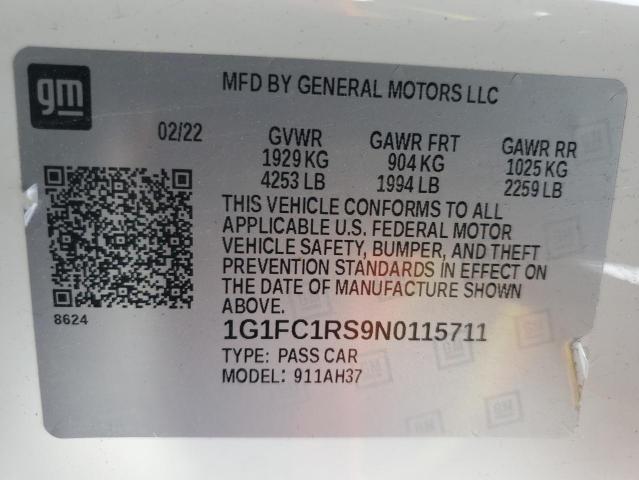 gm
MFD BY GENERAL MOTORS LLC
02/22 GVWR GAWR FRT GAWR RR
1929 KG 904 KG 1025 KG
4253 LB 1994 LB 2259 LB
THIS VEHICLE CONFORMS TO ALL
APPLICABLE U.S. FEDERAL MOTOR
VEHICLE SAFETY, BUMPER, AND THEFT
PREVENTION STANDARDS IN EFFECT ON
THE DATE OF MANUFACTURE SHOWN
ABOVE.
8624
1G1FC1RS9N0115711
TYPE: PASS CAR
MODEL: 911AH37